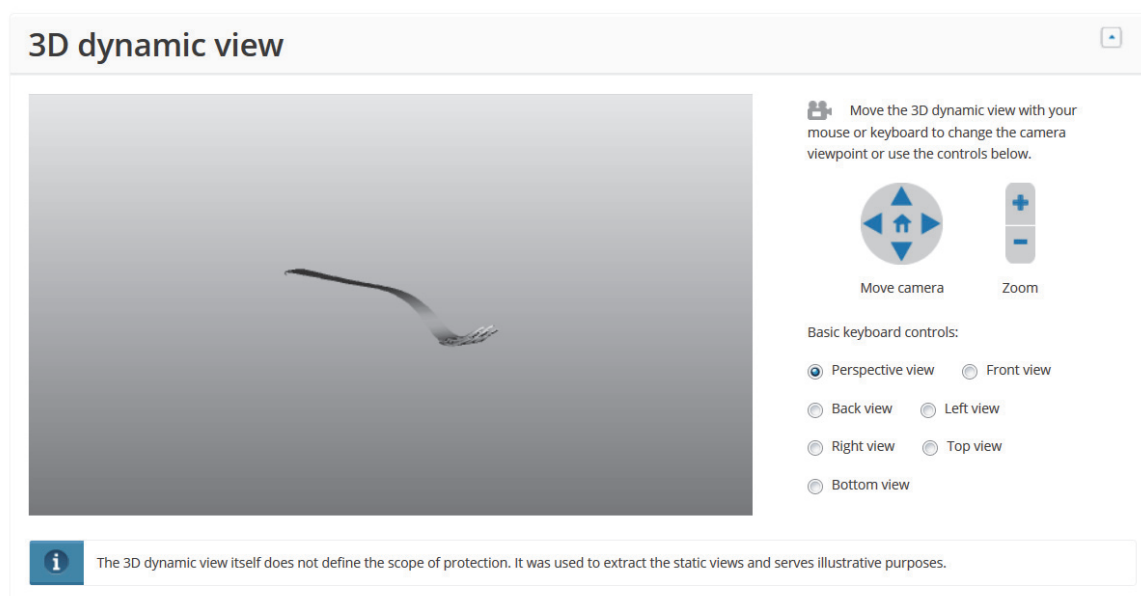 3D dynamic view
Move the 3D dynamic view with your
mouse or keyboard to change the camera
viewpoint or use the controls below.
Move camera
Zoom
Basic keyboard controls:
Perspective view
Front view
Back view
Left view
Right view
Top view
Bottom view
The 3D dynamic view itself does not define the scope of protection. It was used to extract the static views and serves illustrative purposes.